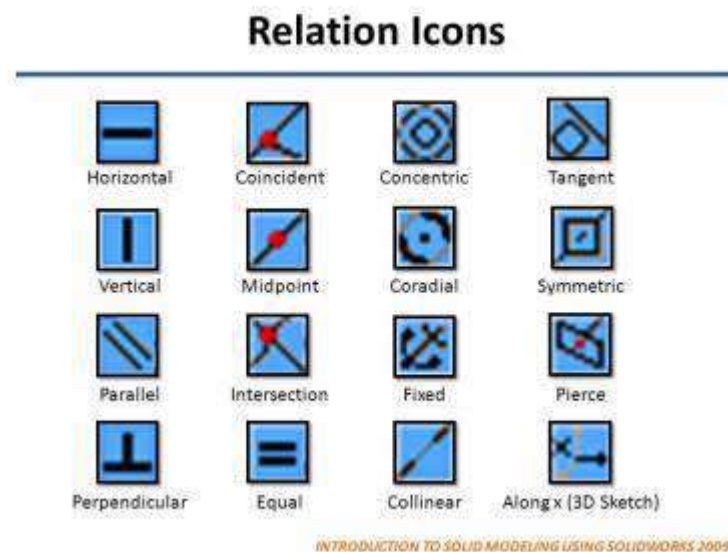 Relation Icons
Horizontal Coincident Concentric Tangent
Vertical Midpoint Coradial Symmetric
Parallel Intersection Fixed Pierce
Perpendicular Equal Collinear Along x (3D Sketch)
INTRODUCTION TO SOLID MODELING USING SOLIDWORKS